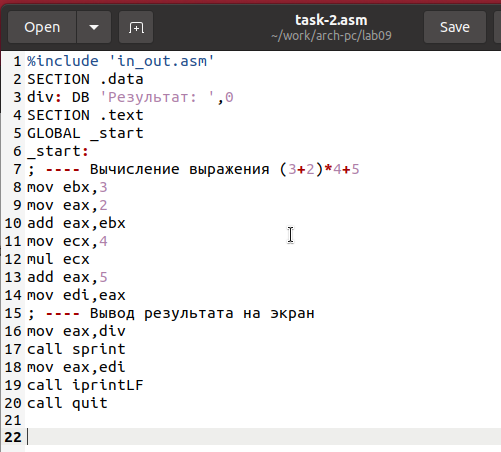 Open
task-2.asm
~/work/arch-pc/lab09
Save
1 %include 'in_out.asm'
2 SECTION .data
3 div: DB 'Результат: ',0
4 SECTION .text
5 GLOBAL _start
6 _start:
7 ; ---- Вычисление выражения (3+2)*4+5
8 mov ebx,3
9 mov eax,2
10 add eax,ebx
11 mov ecx,4
12 mul ecx
13 add eax,5
14 mov edi,eax
15 ; ---- Вывод результата на экран
16 mov eax,div
17 call sprint
18 mov eax,edi
19 call iprintLF
20 call quit
21
22